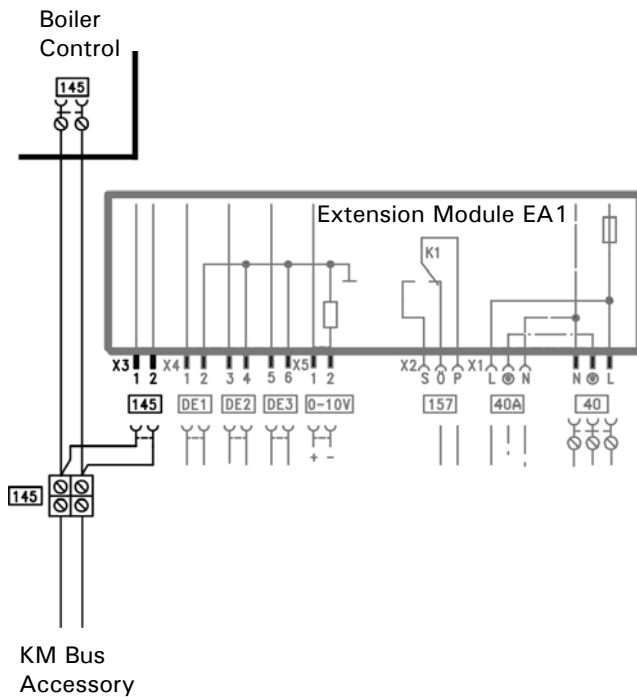 Boiler
Control
145
Extension Module EA1
K1
X3 1 2 X4 1 2 3 4 5 6 X5 1 2 X2 S Ö P X1 L N N L
145 DE1 DE2 DE3 0-10V 157 40A 40
+ -
145
KM Bus
Accessory